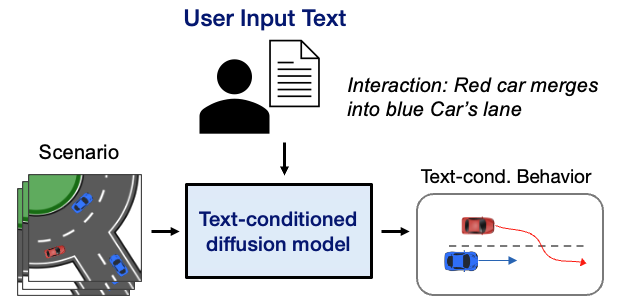 User Input Text
Interaction: Red car merges
into blue Car's lane
Scenario
Text-conditioned
diffusion model
Text-cond. Behavior